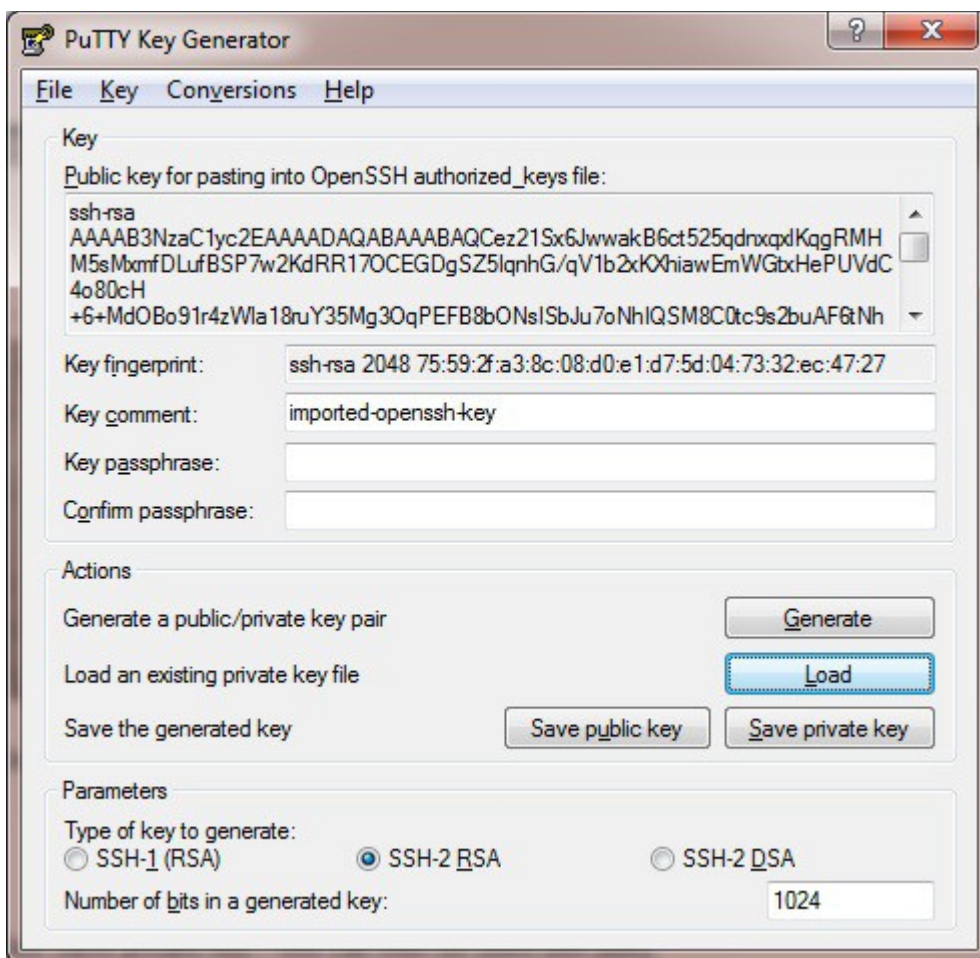 PuTTY Key Generator
File Key Conversions Help
Key
Public key for pasting into OpenSSH authorized_keys file:
ssh-rsa
AAAAB3NzaC1yc2EAAAADAQABAAABAQCez21Sx6JwwakB6ct525qdnxqxlKqgRMH
M5sMxmfDLufBSP7w2KdRR17OCEGDgSZ5lqnhG/qV1b2xKXhiawEmWGtxHePUVdC
4o80cH
+6+MdOBo91r4zWla18ruY35Mg3OqPEFB8bONsISbJu7oNhIQSM8C0tc9s2buAF6tNh
Key fingerprint: ssh-rsa 2048 75:59:2f:a3:8c:08:d0:e1:d7:5d:04:73:32:ec:47:27
Key comment: imported-openssh-key
Key passphrase:
Confirm passphrase:
Actions
Generate a public/private key pair Generate
Load an existing private key file Load
Save the generated key Save public key Save private key
Parameters
Type of key to generate:
SSH-1 (RSA) SSH-2 RSA SSH-2 DSA
Number of bits in a generated key: 1024